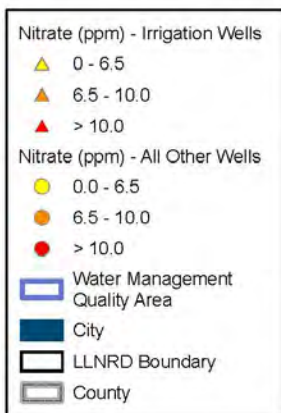 Nitrate (ppm) - Irrigation Wells
0 - 6.5
6.5 - 10.0
> 10.0
Nitrate (ppm) - All Other Wells
0.0 - 6.5
6.5 - 10.0
> 10.0
Water Management
Quality Area
City
LLNRD Boundary
County